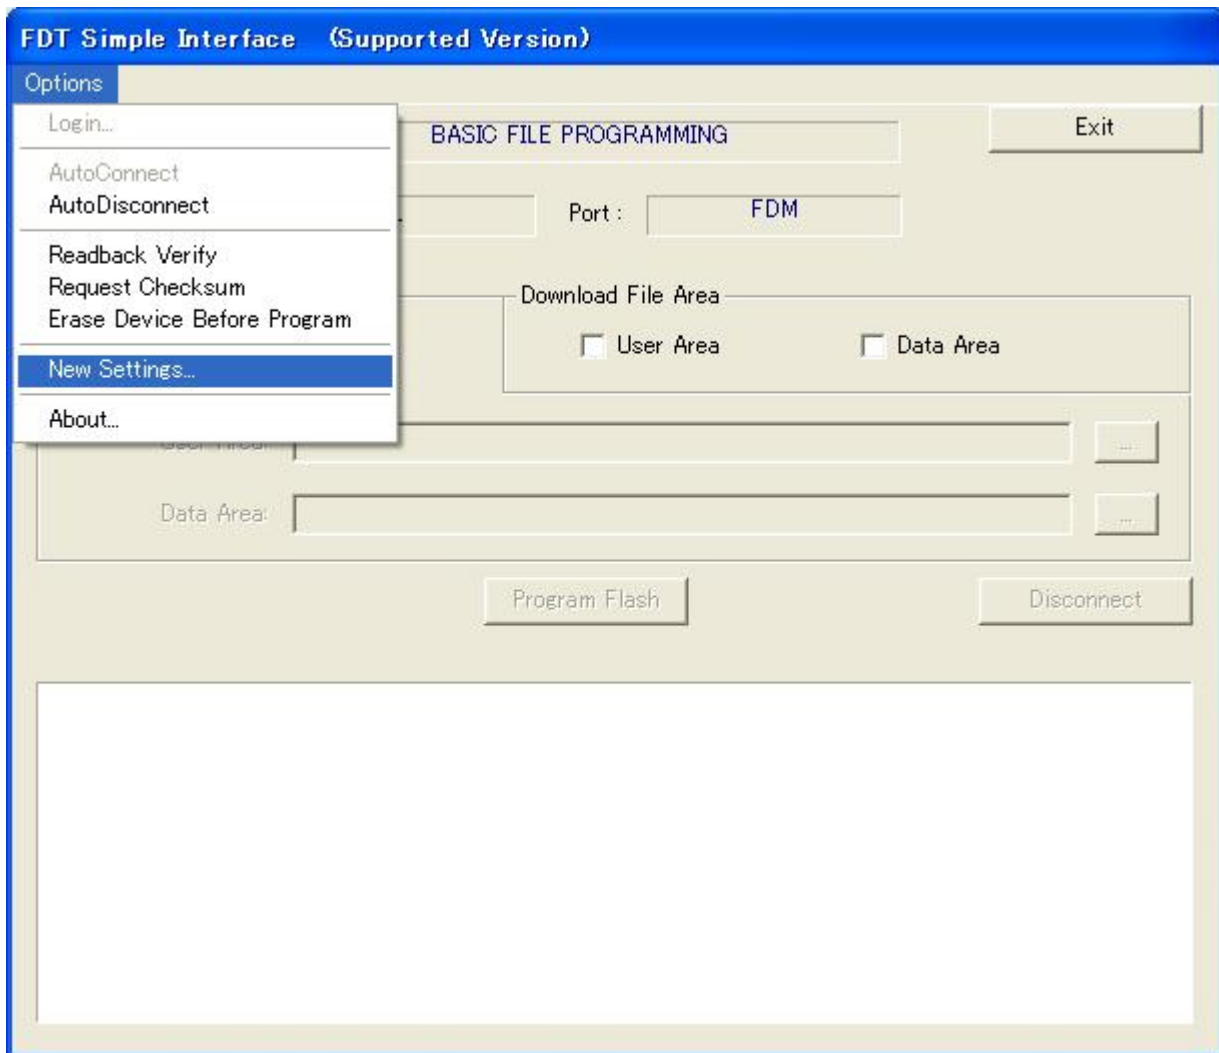 FDT Simple Interface (Supported Version)
Options
Login...
AutoConnect
AutoDisconnect
Readback Verify
Request Checksum
Erase Device Before Program
New Settings...
About...
BASIC FILE PROGRAMMING
Exit
Port :
FDM
Download File Area
User Area
Data Area
User Area:
...
Data Area:
...
Program Flash
Disconnect